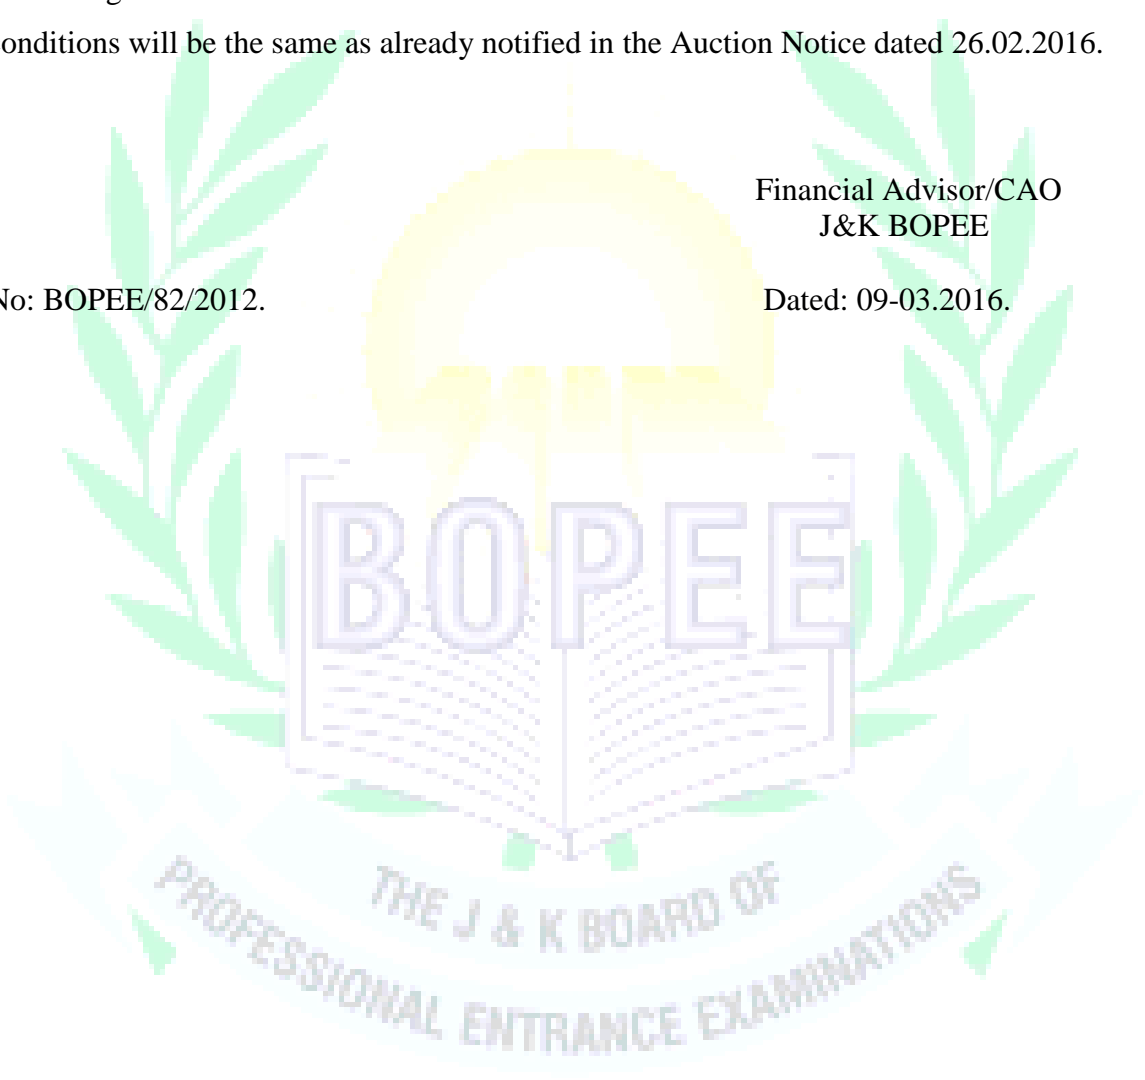 onditions will be the same as already notified in the Auction Notice dated 26.02.2016.
Financial Advisor/CAO
J&K BOPEE
No: BOPEE/82/2012. Dated: 09-03.2016.
BOPEE
THE J & K BOARD OF
PROFESSIONAL ENTRANCE EXAMINATIONS